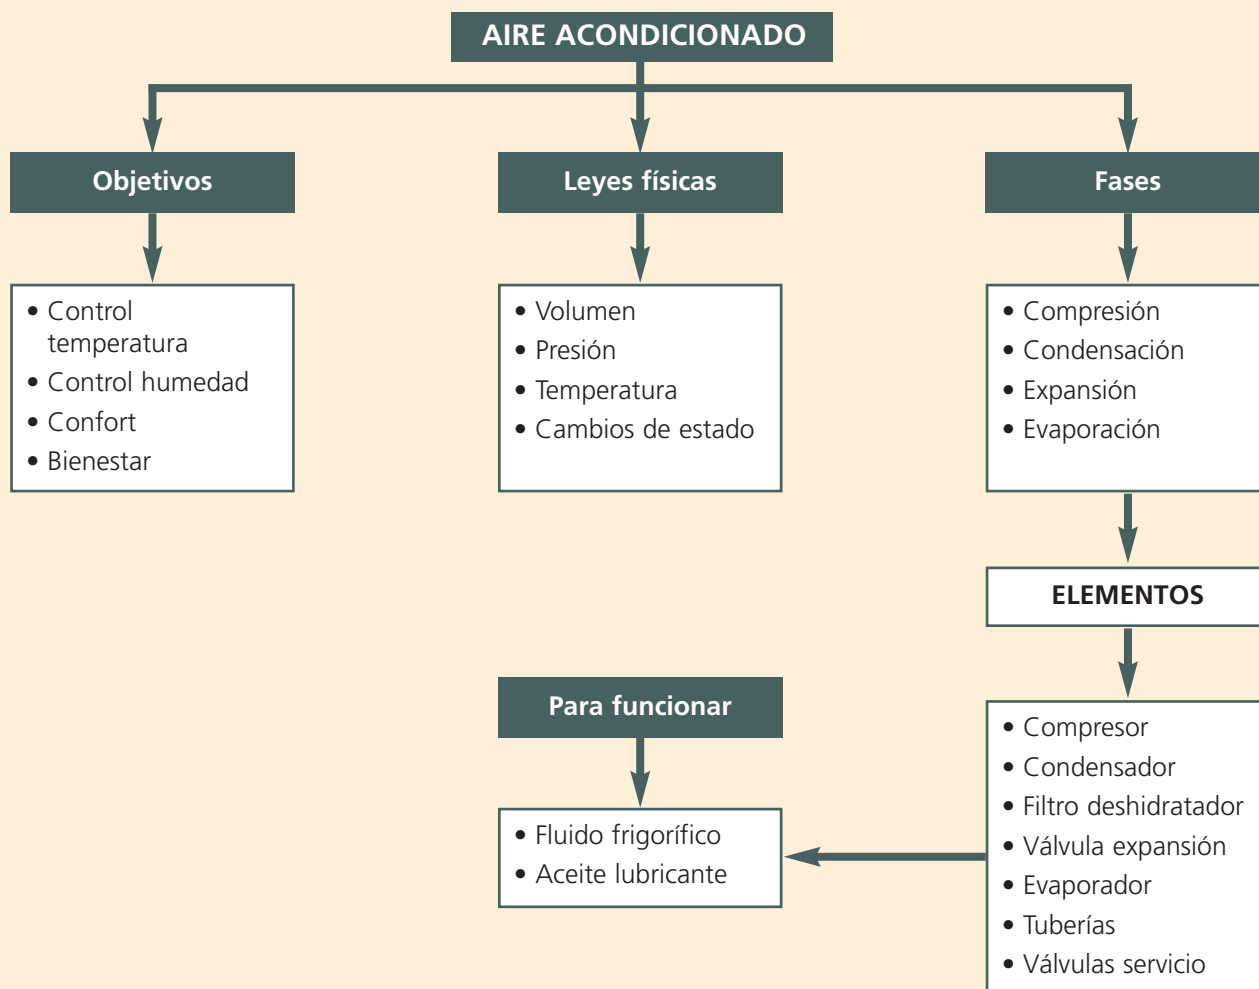 AIRE ACONDICIONADO
Objetivos
• Control
temperatura
• Control humedad
• Confort
• Bienestar
Leyes físicas
• Volumen
• Presión
• Temperatura
• Cambios de estado
Fases
• Compresión
• Condensación
• Expansión
• Evaporación
ELEMENTOS
• Compresor
• Condensador
• Filtro deshidratador
• Válvula expansión
• Evaporador
• Tuberías
• Válvulas servicio
Para funcionar
• Fluido frigorífico
• Aceite lubricante